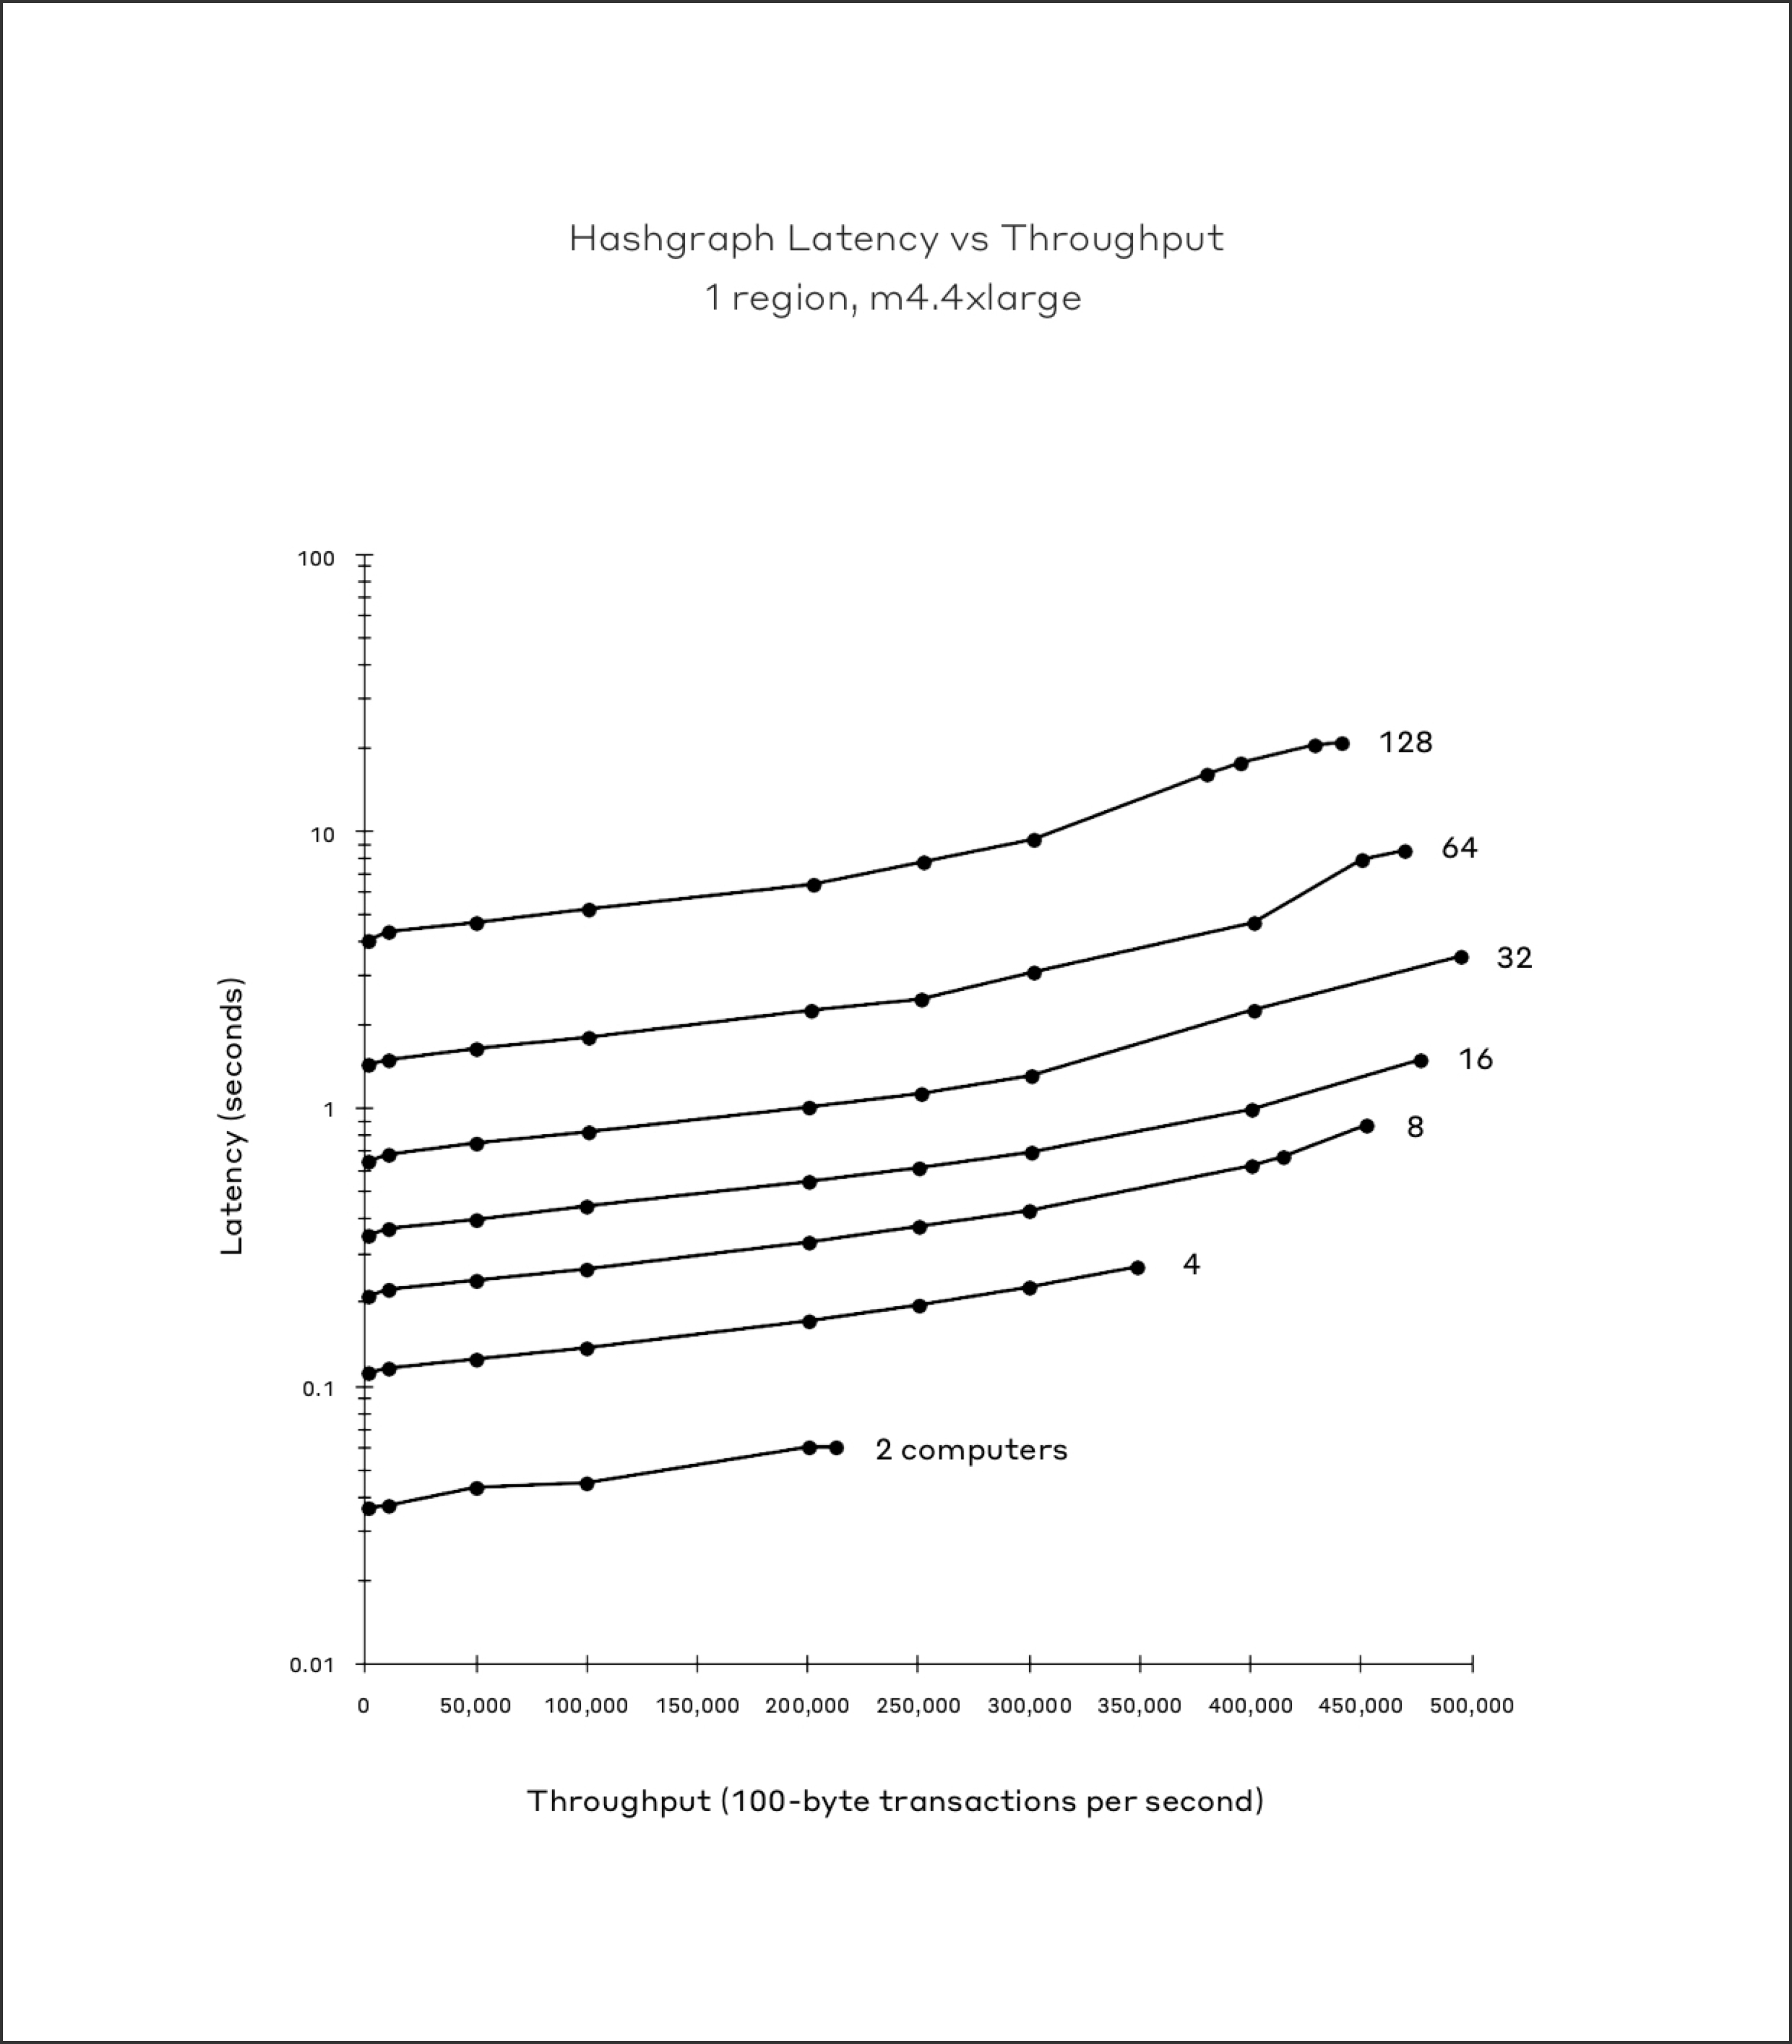 Hashgraph Latency vs Throughput
1 region, m4.4xlarge
100
10
1
0.1
0.01
Latency (seconds)
128
64
32
16
8
4
2 computers
0 50,000 100,000 150,000 200,000 250,000 300,000 350,000 400,000 450,000 500,000
Throughput (100-byte transactions per second)